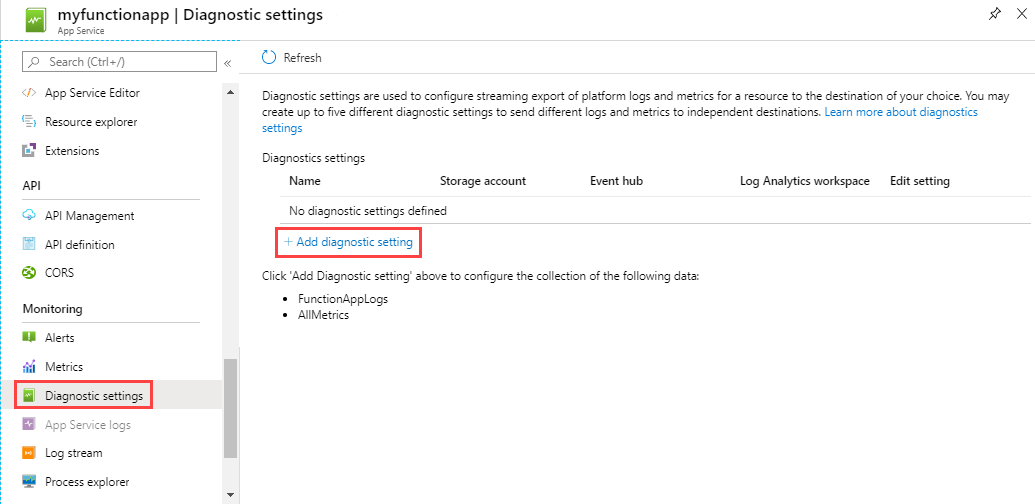 myfunctionapp | Diagnostic settings
App Service
Search (Ctrl+/)
«
App Service Editor
Resource explorer
Extensions
API
API Management
API definition
CORS
Monitoring
Alerts
Metrics
Diagnostic settings
App Service logs
Log stream
Process explorer
Refresh
Diagnostic settings are used to configure streaming export of platform logs and metrics for a resource to the destination of your choice. You may
create up to five different diagnostic settings to send different logs and metrics to independent destinations. Learn more about diagnostics
settings
Diagnostics settings
Name Storage account Event hub Log Analytics workspace Edit setting
No diagnostic settings defined
+ Add diagnostic setting
Click 'Add Diagnostic setting' above to configure the collection of the following data:
• FunctionAppLogs
• AllMetrics